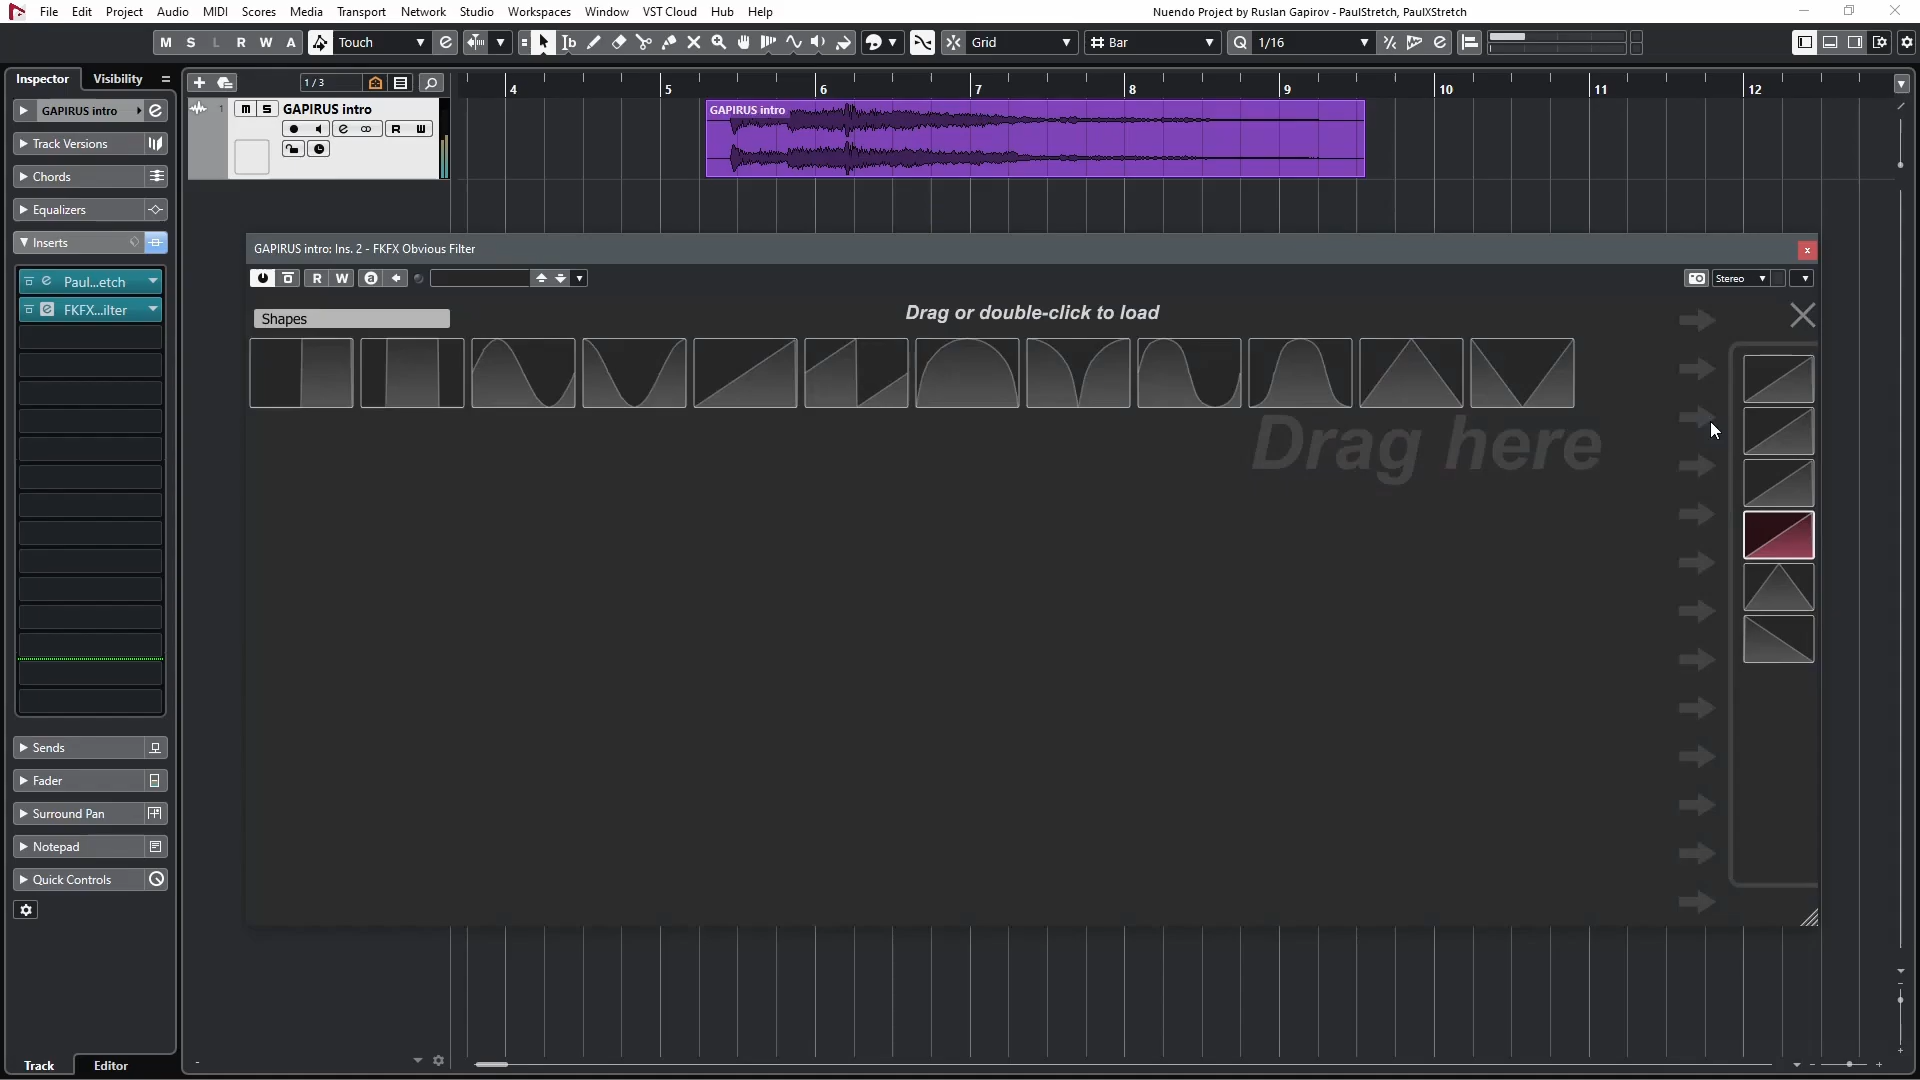 File Edit Project Audio MIDI Scores Media Transport Network Studio Workspaces Window VST Cloud Hub Help
Nuendo Project by Ruslan Gapirov - PaulStretch, PaulXStretch
M S L R W A Touch Grid Bar Q 1/16
Inspector Visibility
1 / 3
4 5 6 7 8 9 10 11 12
GAPIRUS intro
1 m S GAPIRUS intro
GAPIRUS intro
R W
Track Versions
Chords
Equalizers
Inserts
GAPIRUS intro: Ins. 2 - FKFX Obvious Filter
R W a
Stereo
Paul...etch
FKFX...ilter
Shapes
Drag or double-click to load
Drag here
Sends
Fader
Surround Pan
Notepad
Quick Controls
Track Editor